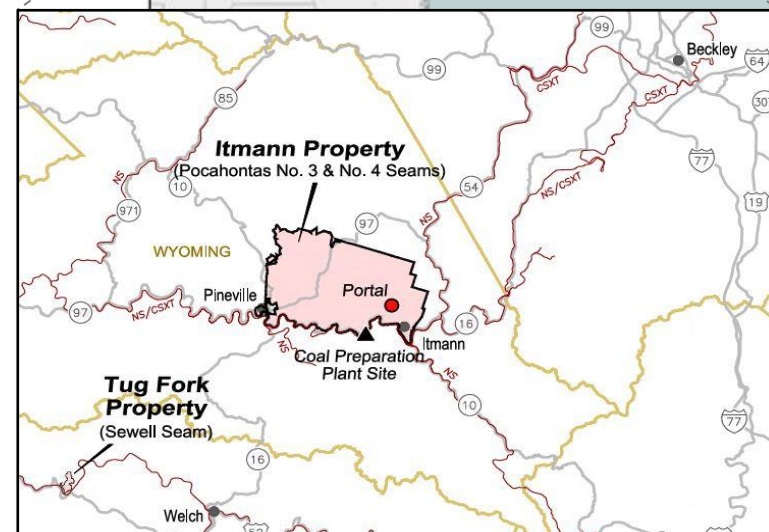 99
Beckley
99
64
CSXT
CSXT
307
85
Itmann Property
(Pocahontas No. 3 & No. 4 Seams)
77
NS
10
54
NS/CSXT
19
971
97
NS
WYOMING
Pineville
Portal
97
NS/CSXT
16
Itmann
NS
Coal Preparation
Plant Site
NS
Tug Fork
Property
(Sewell Seam)
10
77
16
Welch
52